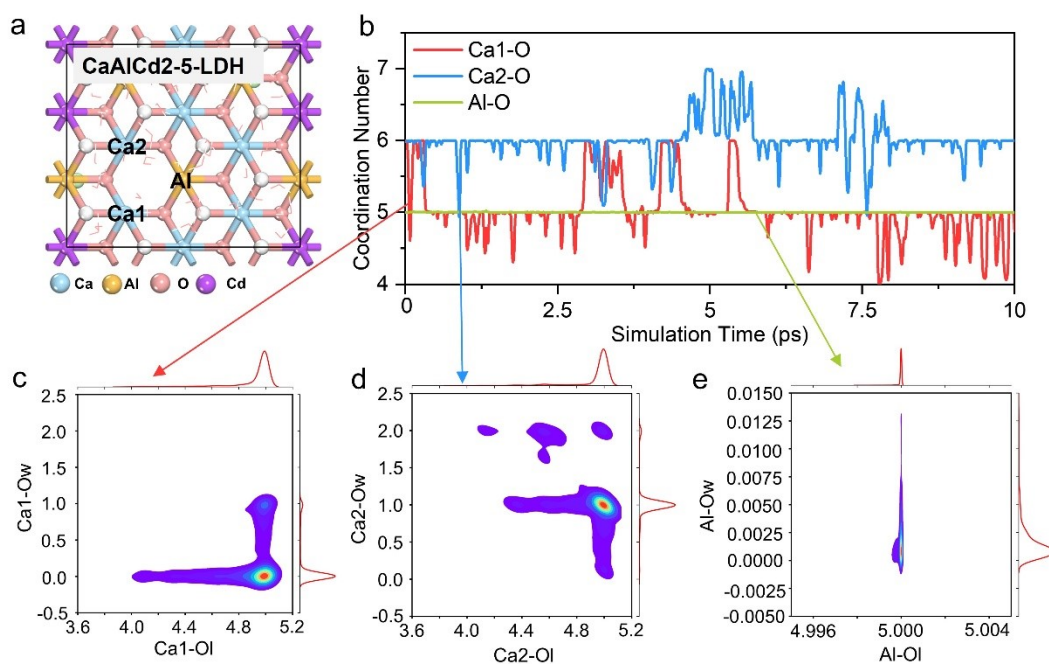 a
CaAlCd2-5-LDH
Ca2
Al
Ca1
Ca Al O Cd
b
Ca1-O
Ca2-O
Al-O
Coordination Number
7
6
5
4
0 2.5 5 7.5 10
Simulation Time (ps)
c
Ca1-Ow
2.5
2.0
1.5
1.0
0.5
0.0
-0.5
3.6 4.0 4.4 4.8 5.2
Ca1-Ol
d
Ca2-Ow
2.5
2.0
1.5
1.0
0.5
0.0
-0.5
3.6 4.0 4.4 4.8 5.2
Ca2-Ol
e
Al-Ow
0.0150
0.0125
0.0100
0.0075
0.0050
0.0025
0.0000
-0.0025
-0.0050
4.996 5.000 5.004
Al-Ol